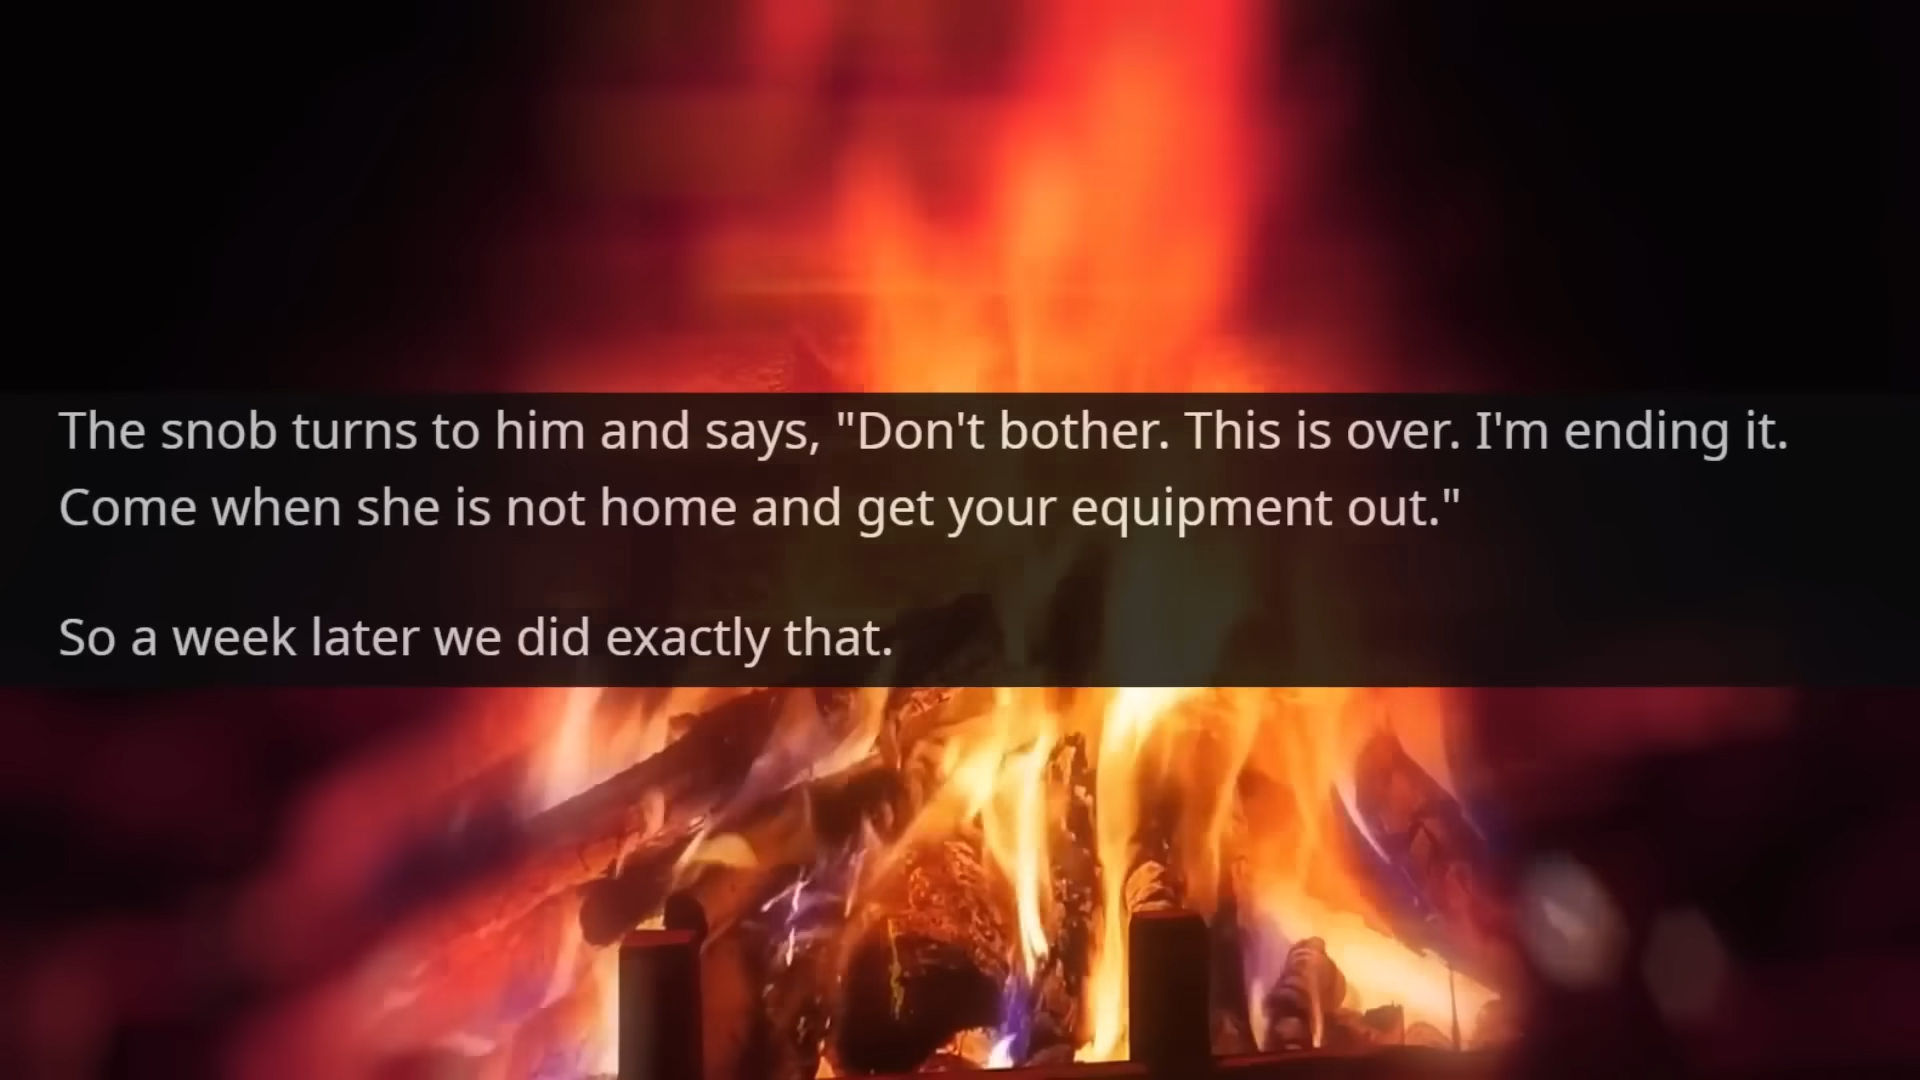 The snob turns to him and says, "Don't bother. This is over. I'm ending it.
Come when she is not home and get your equipment out."
So a week later we did exactly that.